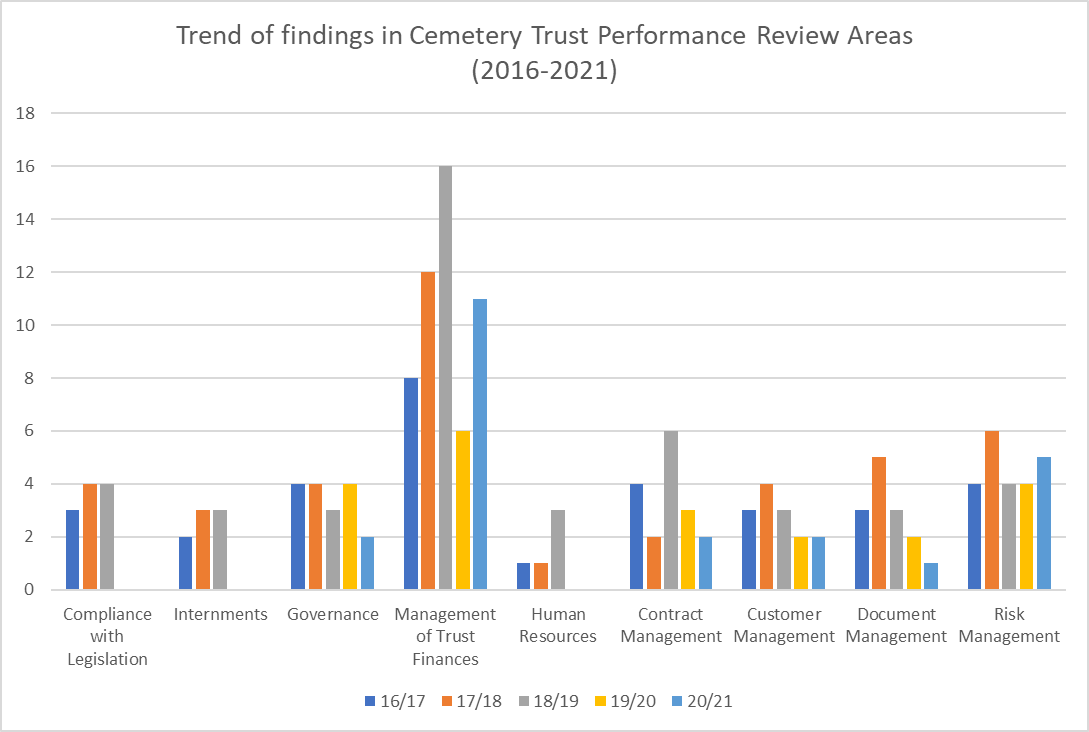 Trend of findings in Cemetery Trust Performance Review Areas
(2016-2021)
18
16
14
12
10
8
6
4
2
0
Compliance
with
Legislation
Internments
Governance
Management
of Trust
Finances
Human
Resources
Contract
Management
Customer
Management
Document
Management
Risk
Management
16/17
17/18
18/19
19/20
20/21